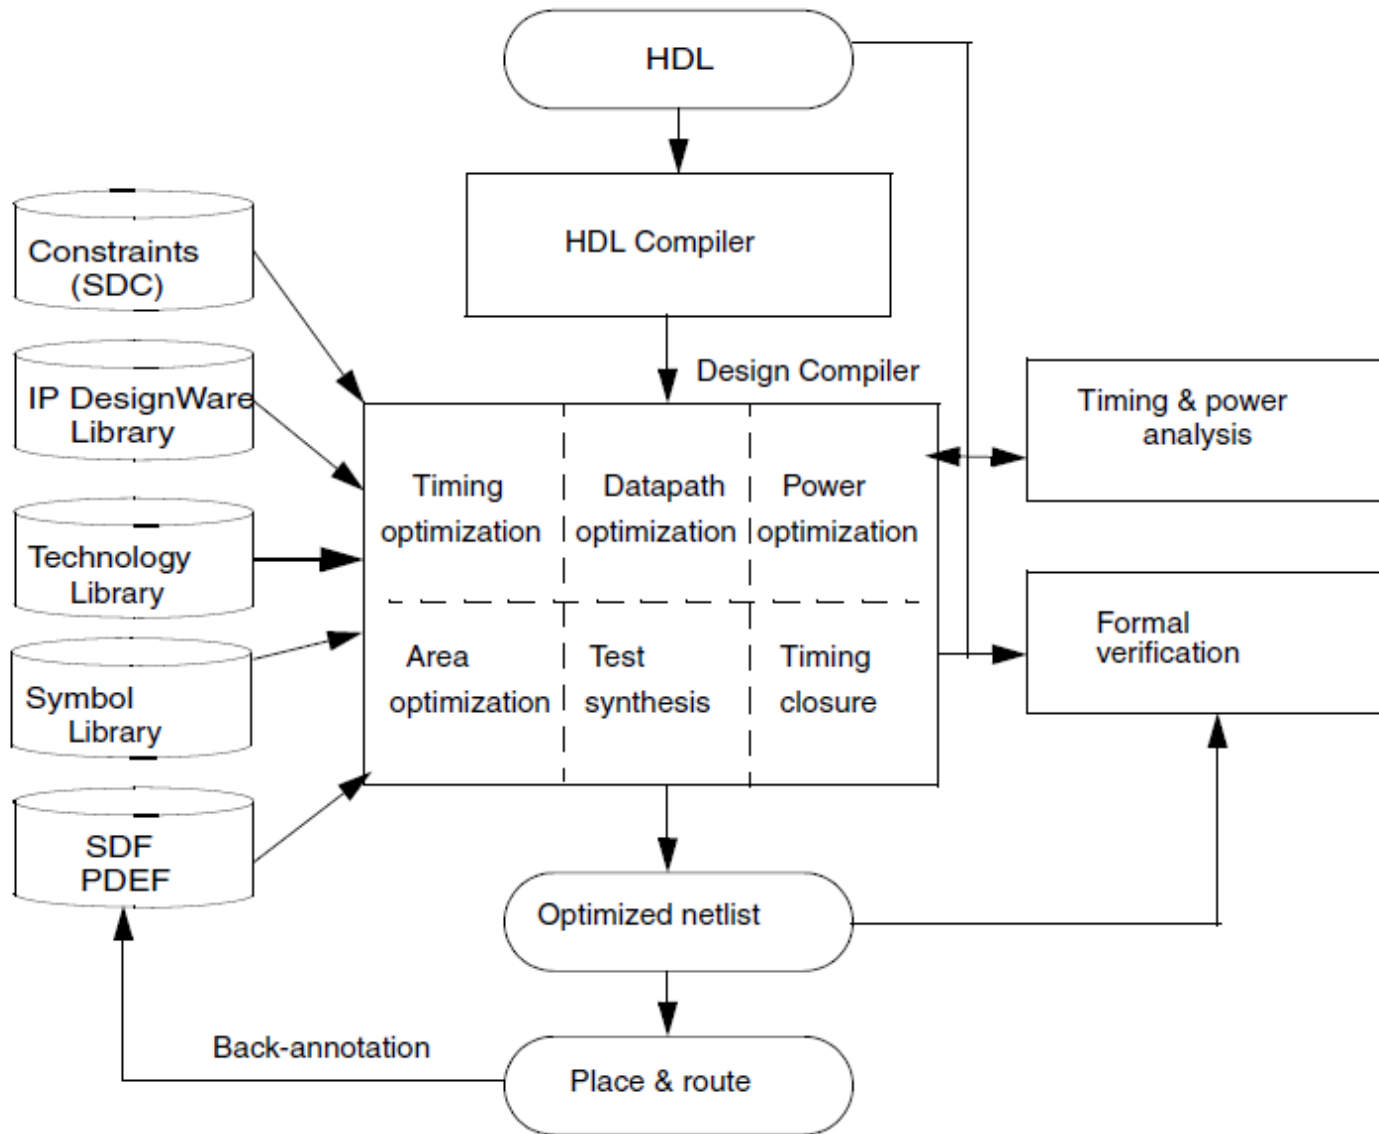 HDL
HDL Compiler
Constraints
(SDC)
Design Compiler
IP DesignWare
Library
Timing & power
analysis
Timing
optimization
Datapath
optimization
Power
optimization
Technology
Library
Formal
verification
Area
optimization
Test
synthesis
Timing
closure
Symbol
Library
SDF
PDEF
Optimized netlist
Back-annotation
Place & route